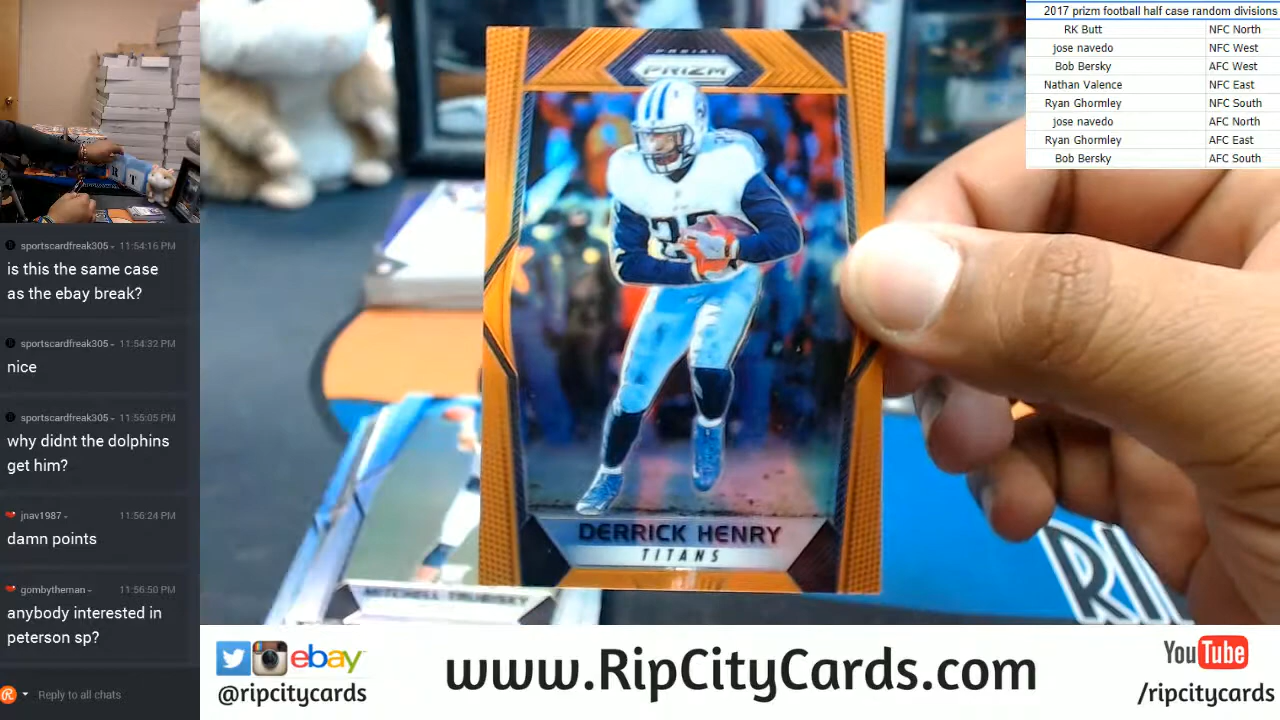 2017 prizm football half case random divisions
RK Butt NFC North
jose navedo NFC West
Bob Bersky AFC West
Nathan Valence NFC East
Ryan Ghormley NFC South
jose navedo AFC North
Ryan Ghormley AFC East
Bob Bersky AFC South
sportscardfreak305 - 11:54:16 PM
is this the same case
as the ebay break?
sportscardfreak305 - 11:54:32 PM
nice
sportscardfreak305 - 11:55:05 PM
why didnt the dolphins
get him?
jnav1987 - 11:56:24 PM
damn points
gombytheman - 11:56:50 PM
anybody interested in
peterson sp?
Reply to all chats
PANINI
PRIZM
DERRICK HENRY
TITANS
MITCHELL TRUBISKY
RI
ebay
@ripcitycards
www.RipCityCards.com
YouTube
/ripcitycards